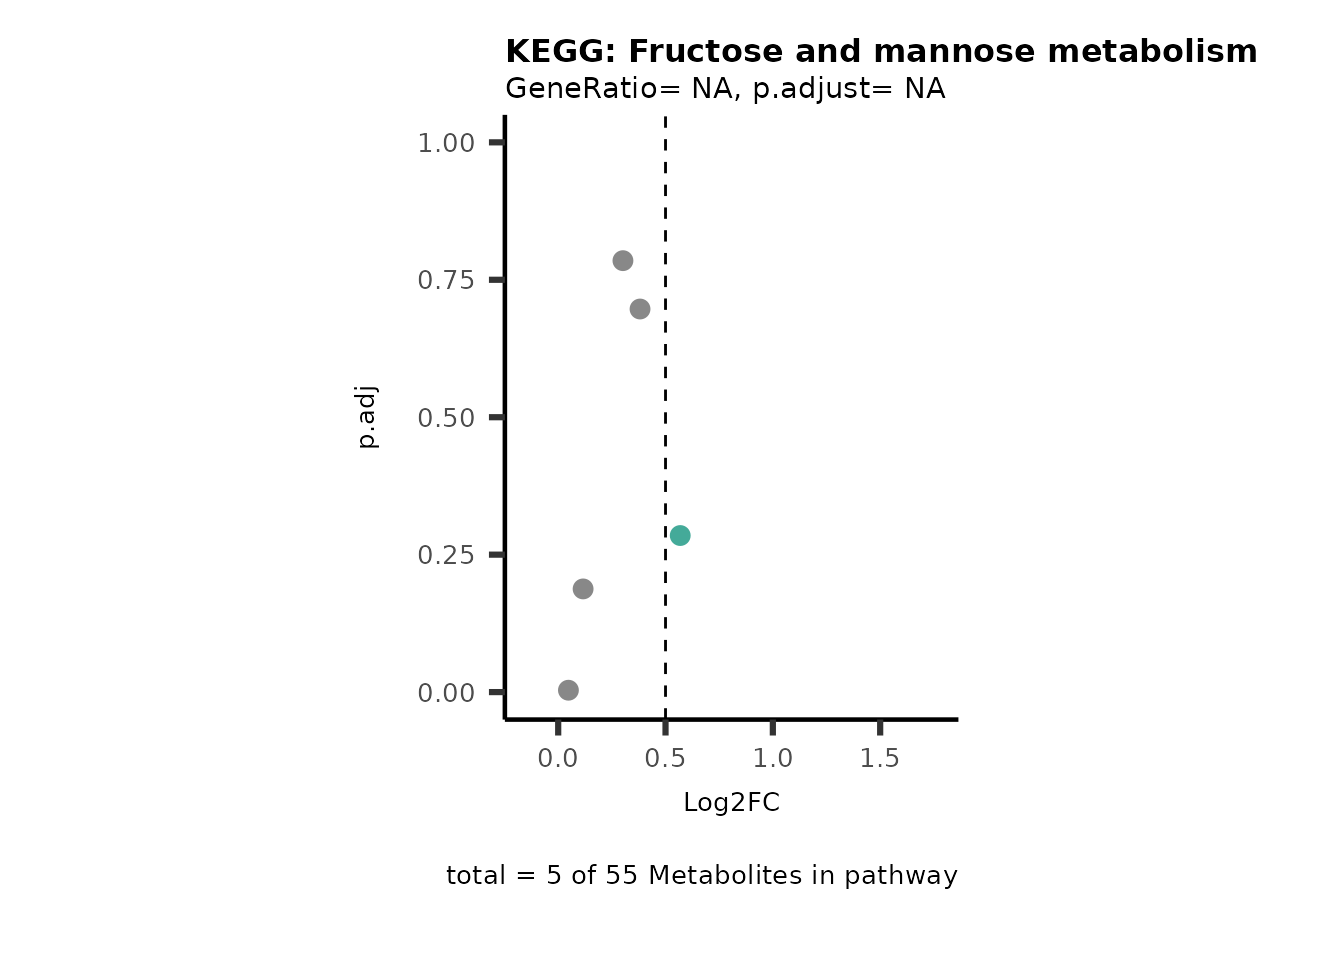 KEGG: Fructose and mannose metabolism
GeneRatio= NA, p.adjust= NA
1.00
0.75
0.50
0.25
0.00
p.adj
0.0 0.5 1.0 1.5
Log2FC
total = 5 of 55 Metabolites in pathway